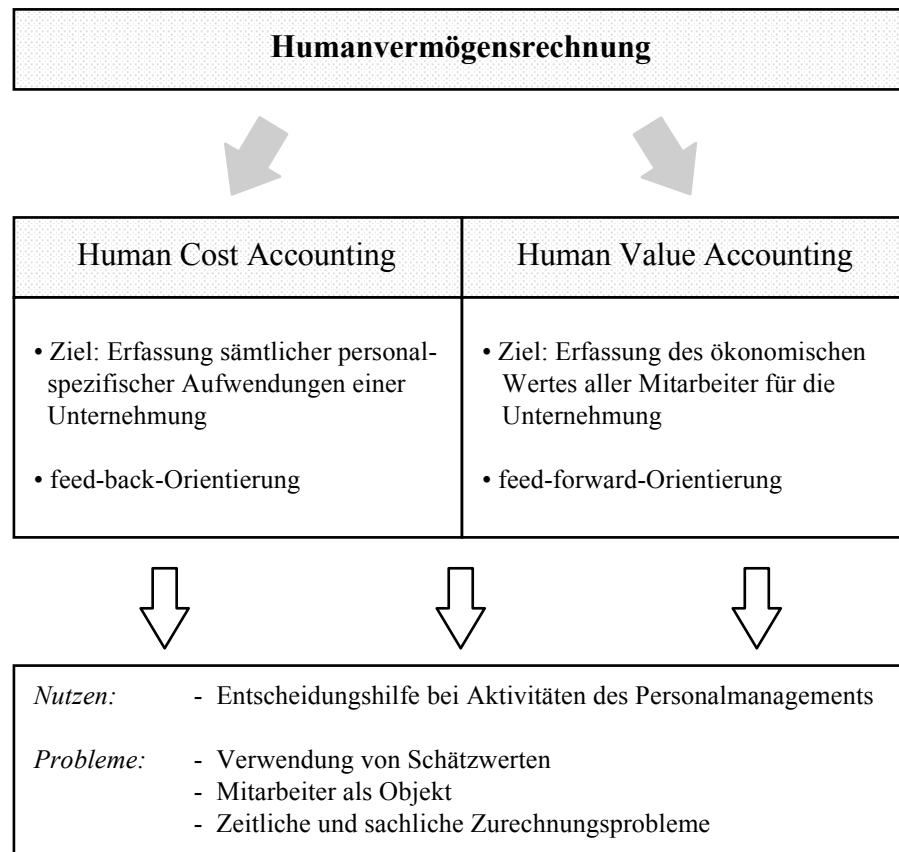 Humanvermögensrechnung
Human Cost Accounting
• Ziel: Erfassung sämtlicher personal-
spezifischer Aufwendungen einer
Unternehmung
• feed-back-Orientierung
Human Value Accounting
• Ziel: Erfassung des ökonomischen
Wertes aller Mitarbeiter für die
Unternehmung
• feed-forward-Orientierung
Nutzen: - Entscheidungshilfe bei Aktivitäten des Personalmanagements
Probleme: - Verwendung von Schätzwerten
- Mitarbeiter als Objekt
- Zeitliche und sachliche Zurechnungsprobleme